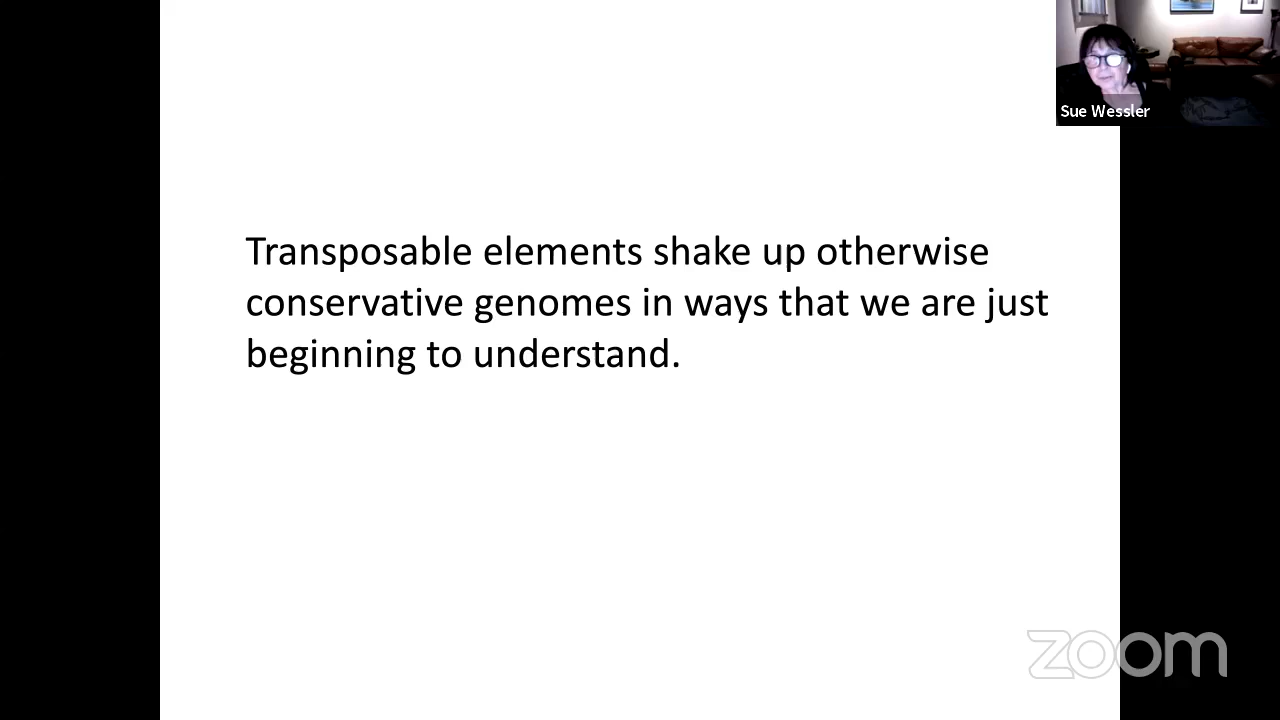 Sue Wessler
Transposable elements shake up otherwise
conservative genomes in ways that we are just
beginning to understand.
zoom